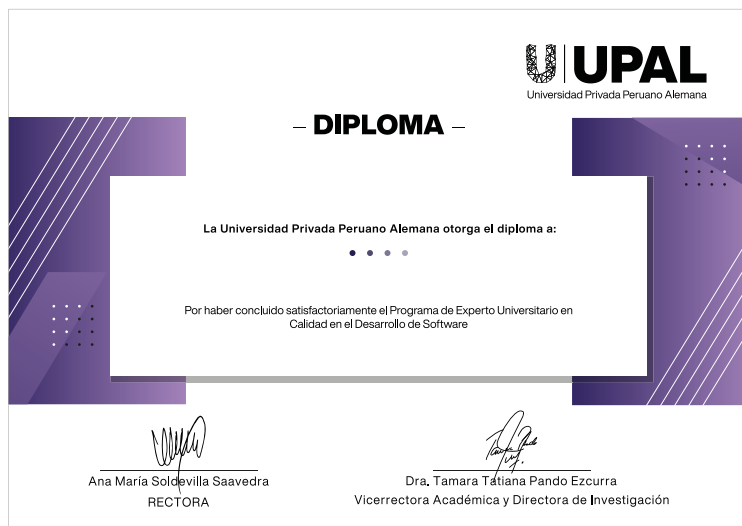 UPAL
Universidad Privada Peruano Alemana
DIPLOMA
La Universidad Privada Peruano Alemana otorga el diploma a:
Por haber concluido satisfactoriamente el Programa de Experto Universitario en
Calidad en el Desarrollo de Software
Ana María Soldevilla Saavedra
RECTORA
Dra. Tamara Tatiana Pando Ezcurra
Vicerrectora Académica y Directora de Investigación